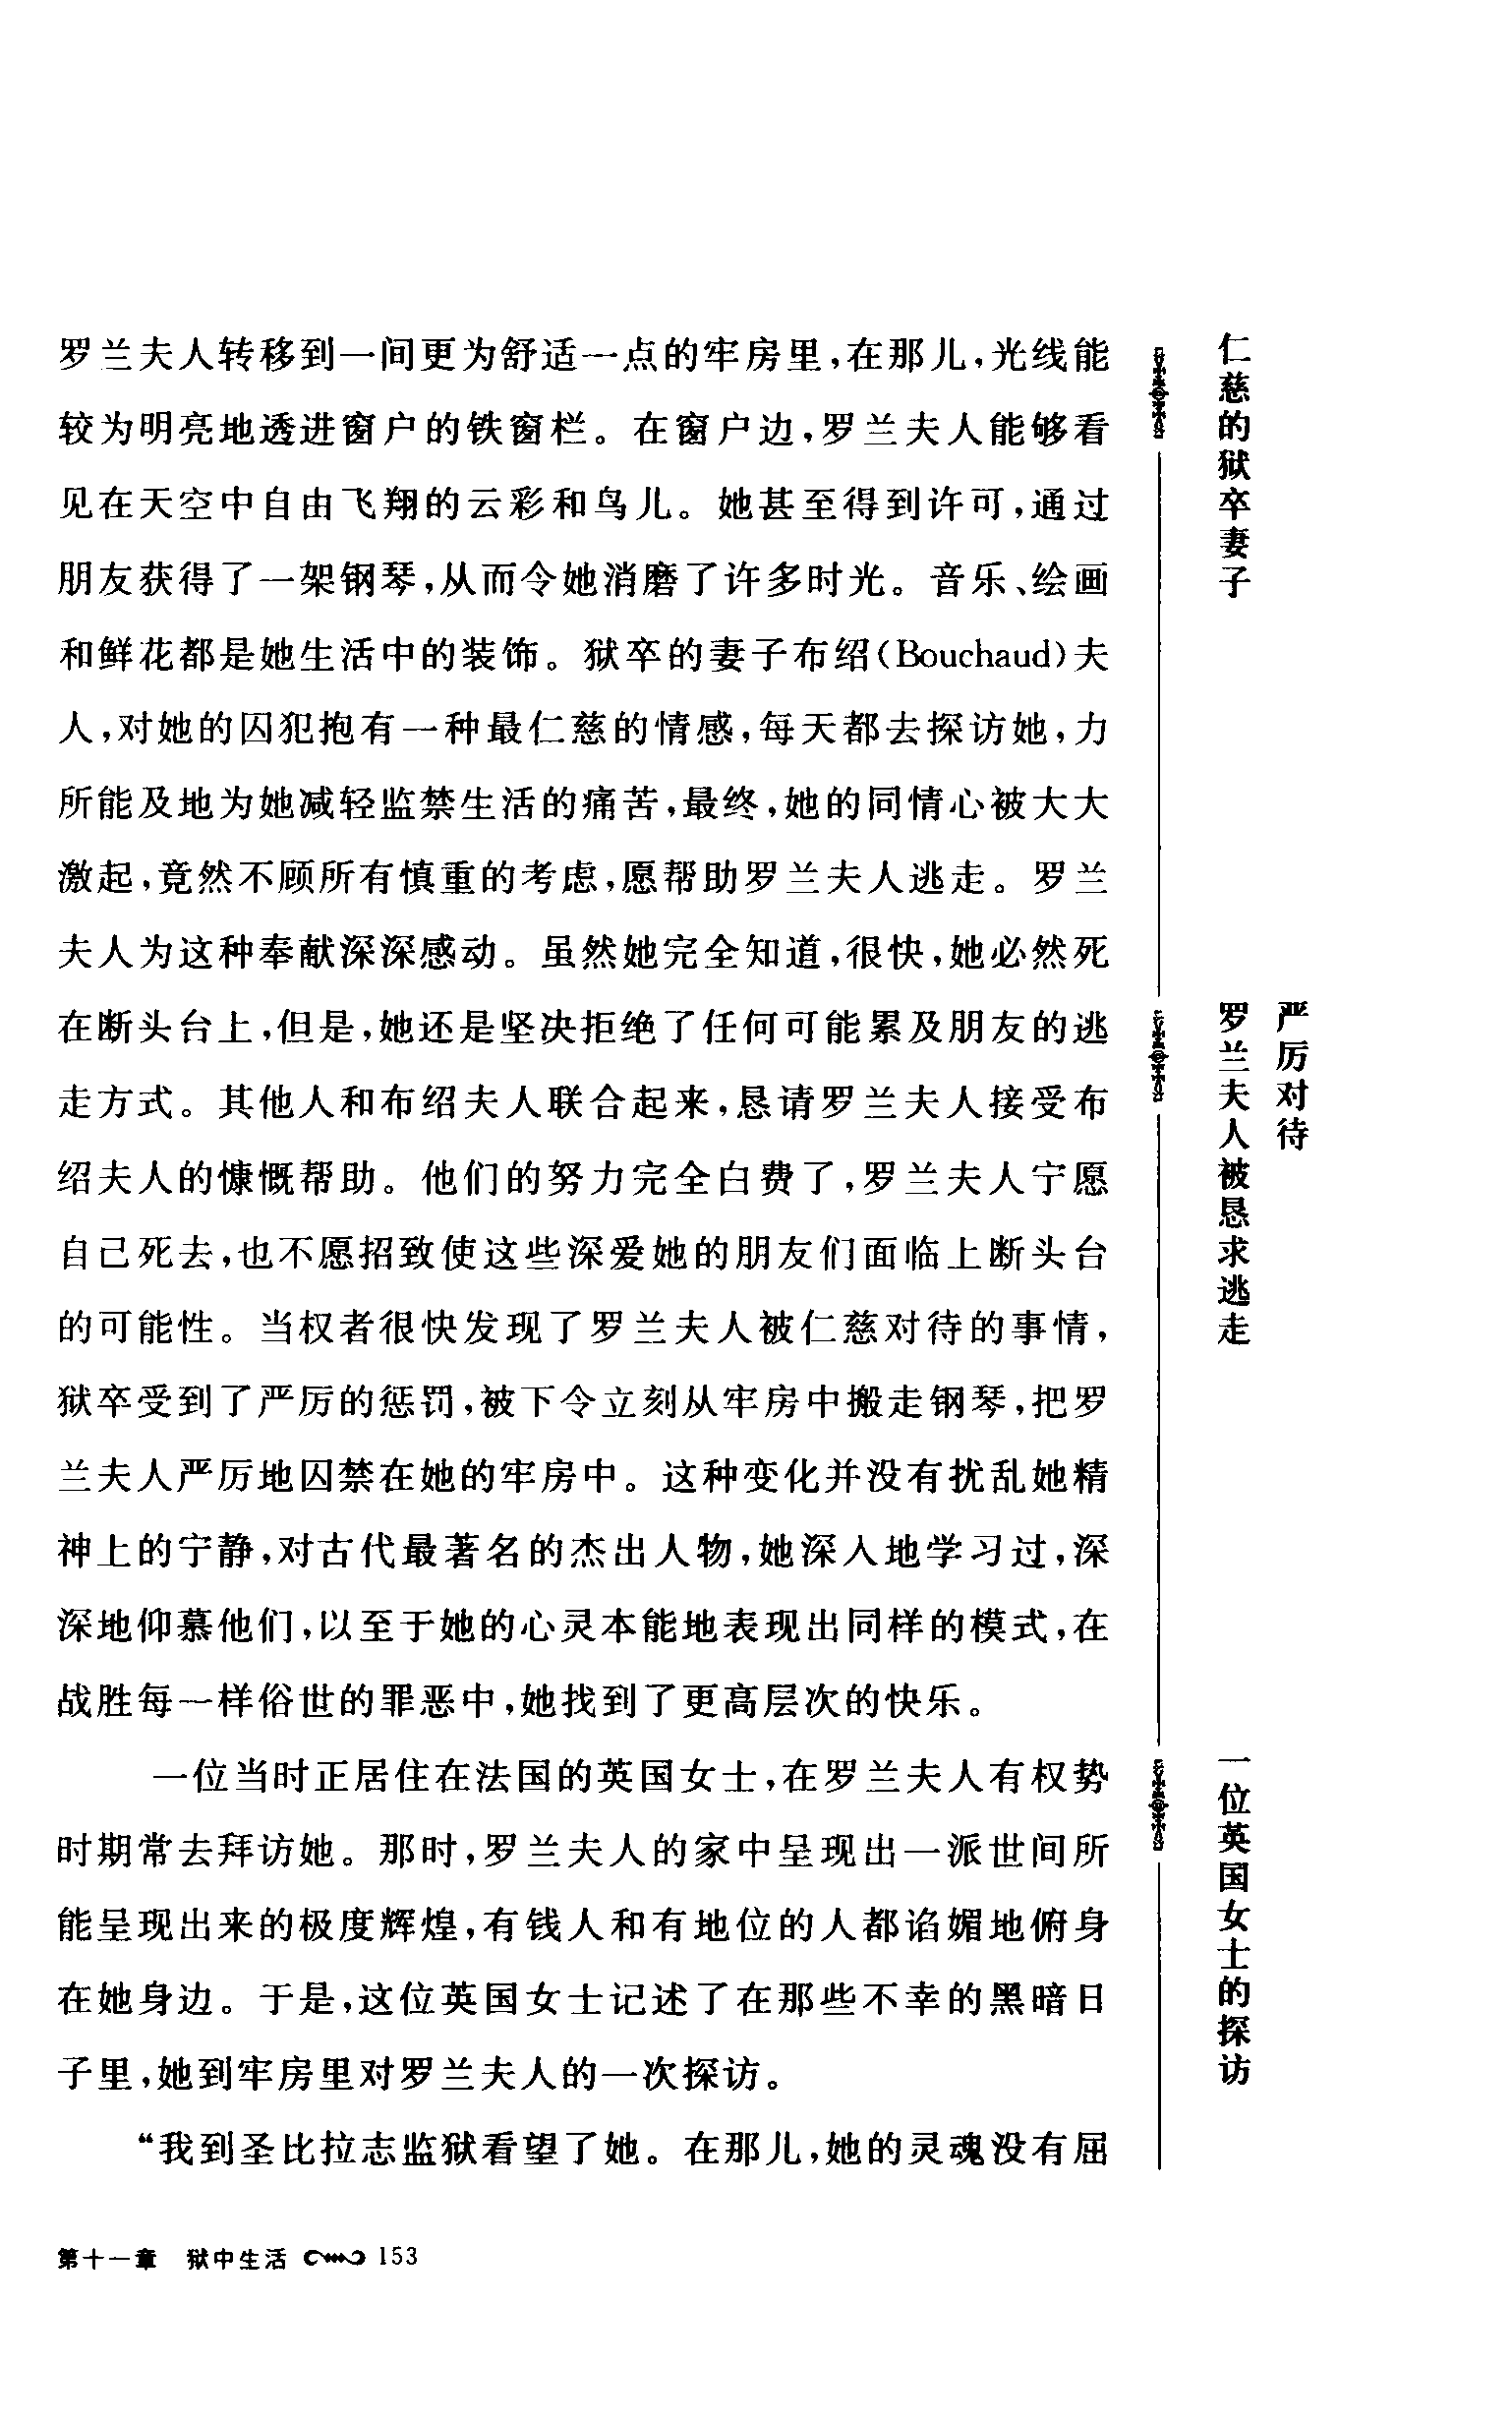 罗兰夫人转移到一间更为舒适一点的牢房里,在那儿,光线能
较为明亮地透进窗户的铁窗栏。在窗户边,罗兰夫人能够看
见在天空中自由飞翔的云彩和鸟儿。她甚至得到许可,通过
朋友获得了一架钢琴,从而令她消磨了许多时光。音乐、绘画
和鲜花都是她生活中的装饰。狱卒的妻子布绍(Bouchaud)夫
人,对她的囚犯抱有一种最仁慈的情感,每天都去探访她,力
所能及地为她减轻监禁生活的痛苦,最终,她的同情心被大大
激起,竟然不顾所有慎重的考虑,愿帮助罗兰夫人逃走。罗兰
夫人为这种奉献深深感动。虽然她完全知道,很快,她必然死
在断头台上,但是,她还是坚决拒绝了任何可能累及朋友的逃
走方式。其他人和布绍夫人联合起来,恳请罗兰夫人接受布
绍夫人的慷慨帮助。他们的努力完全白费了,罗兰夫人宁愿
自己死去,也不愿招致使这些深爱她的朋友们面临上断头台
的可能性。当权者很快发现了罗兰夫人被仁慈对待的事情,
狱卒受到了严厉的惩罚,被下令立刻从牢房中搬走钢琴,把罗
兰夫人严厉地囚禁在她的牢房中。这种变化并没有扰乱她精
神上的宁静,对古代最著名的杰出人物,她深入地学习过,深
深地仰慕他们,以至于她的心灵本能地表现出同样的模式,在
战胜每一样俗世的罪恶中,她找到了更高层次的快乐。
一位当时正居住在法国的英国女士,在罗兰夫人有权势
时期常去拜访她。那时,罗兰夫人的家中呈现出一派世间所
能呈现出来的极度辉煌,有钱人和有地位的人都谄媚地俯身
在她身边。于是,这位英国女士记述了在那些不幸的黑暗日
子里,她到牢房里对罗兰夫人的一次探访。
“我到圣比拉志监狱看望了她。在那儿,她的灵魂没有屈
仁慈的狱卒妻子
罗兰夫人被恳求逃走
严厉对待
一位英国女士的探访
第十一章 狱中生活 153